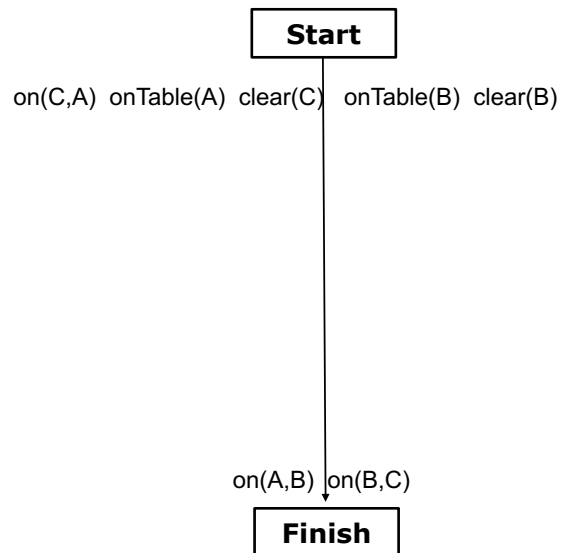 Start
on(C,A) onTable(A) clear(C) onTable(B) clear(B)
on(A,B) on(B,C)
Finish